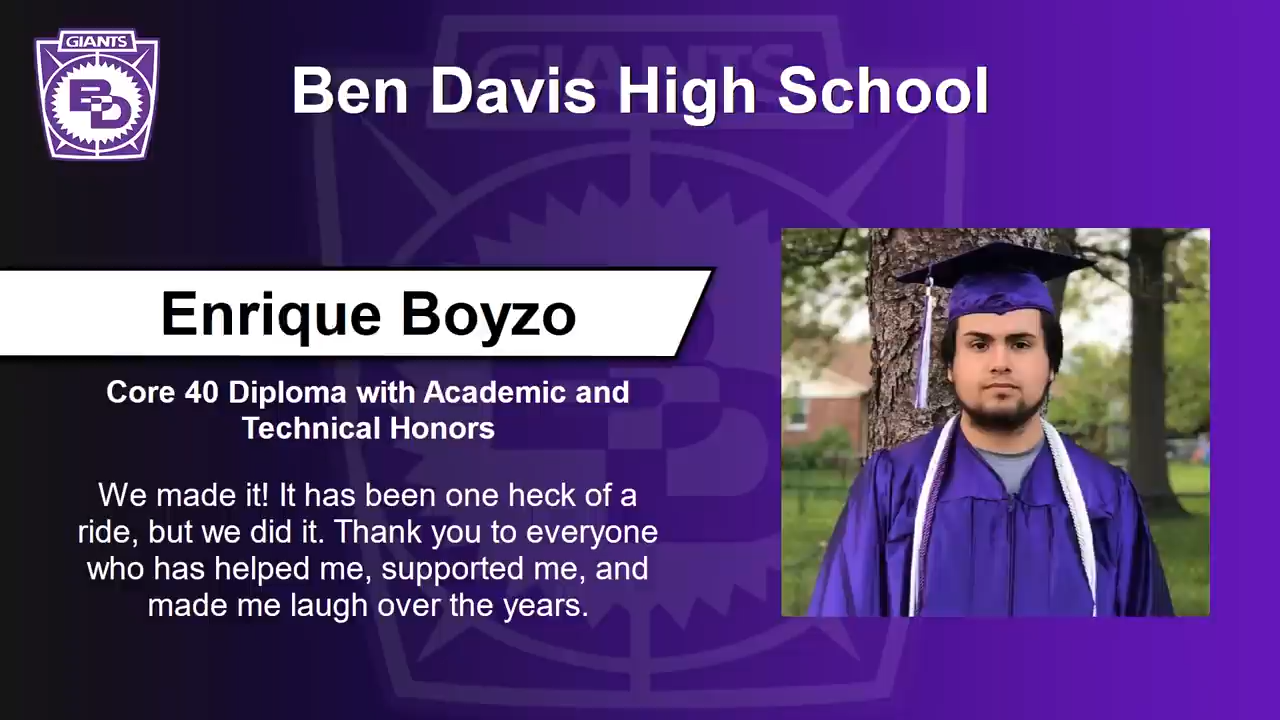 GIANTS
BD
GIANTS
Ben Davis High School
Enrique Boyzo
Core 40 Diploma with Academic and
Technical Honors
We made it! It has been one heck of a
ride, but we did it. Thank you to everyone
who has helped me, supported me, and
made me laugh over the years.
BD